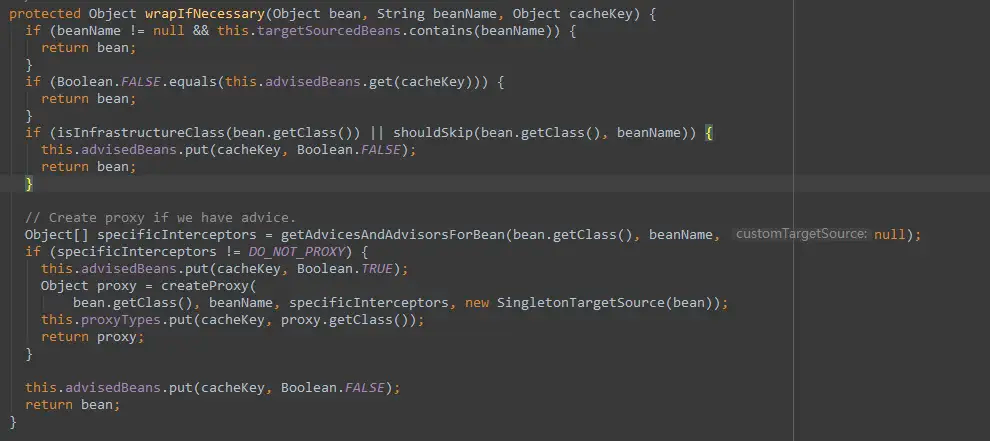 protected Object wrapIfNecessary(Object bean, String beanName, Object cacheKey) {
if (beanName != null && this.targetSourcedBeans.contains(beanName)) {
return bean;
}
if (Boolean.FALSE.equals(this.advisedBeans.get(cacheKey))) {
return bean;
}
if (isInfrastructureClass(bean.getClass()) || shouldSkip(bean.getClass(), beanName)) {
this.advisedBeans.put(cacheKey, Boolean.FALSE);
return bean;
}
// Create proxy if we have advice.
Object[] specificInterceptors = getAdvicesAndAdvisorsForBean(bean.getClass(), beanName, customTargetSource: null);
if (specificInterceptors != DO_NOT_PROXY) {
this.advisedBeans.put(cacheKey, Boolean.TRUE);
Object proxy = createProxy(
bean.getClass(), beanName, specificInterceptors, new SingletonTargetSource(bean));
this.proxyTypes.put(cacheKey, proxy.getClass());
return proxy;
}
this.advisedBeans.put(cacheKey, Boolean.FALSE);
return bean;
}